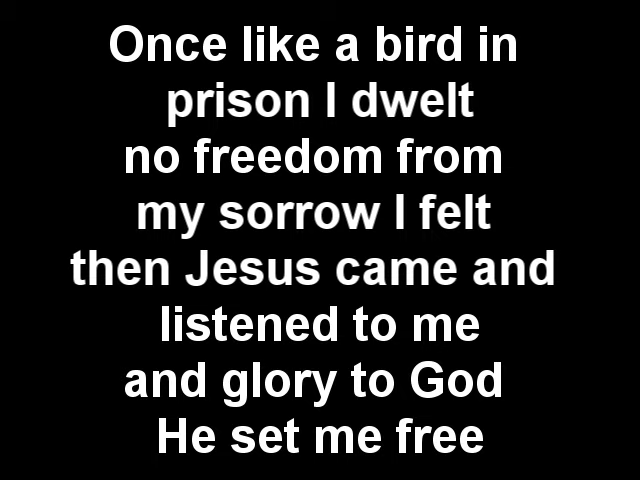 Once like a bird in
prison I dwelt
no freedom from
my sorrow I felt
then Jesus came and
listened to me
and glory to God
He set me free